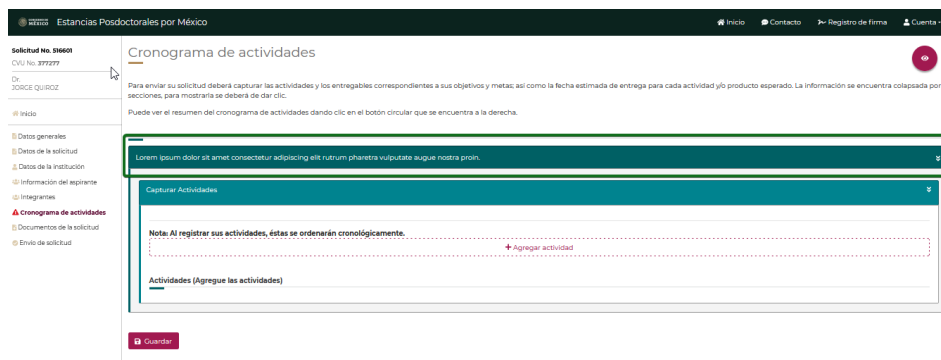 GOBIERNO DE MÉXICO Estancias Posdoctorales por México
Inicio Contacto Registro de firma Cuenta
Solicitud No. 516601
CVU No. 377277
Dr.
JORGE QUIROZ
Inicio
Datos generales
Datos de la solicitud
Datos de la institución
Información del aspirante
Integrantes
Cronograma de actividades
Documentos de la solicitud
Envío de solicitud
Cronograma de actividades
Para enviar su solicitud deberá capturar las actividades y los entregables correspondientes a sus objetivos y metas; así como la fecha estimada de entrega para cada actividad y/o producto esperado. La información se encuentra colapsada por
secciones, para mostrarla se deberá de dar clic.
Puede ver el resumen del cronograma de actividades dando clic en el botón circular que se encuentra a la derecha.
Lorem ipsum dolor sit amet consectetur adipiscing elit rutrum pharetra vulputate augue nostra proin.
Capturar Actividades
Nota: Al registrar sus actividades, éstas se ordenarán cronológicamente.
+ Agregar actividad
Actividades (Agregue las actividades)
Guardar